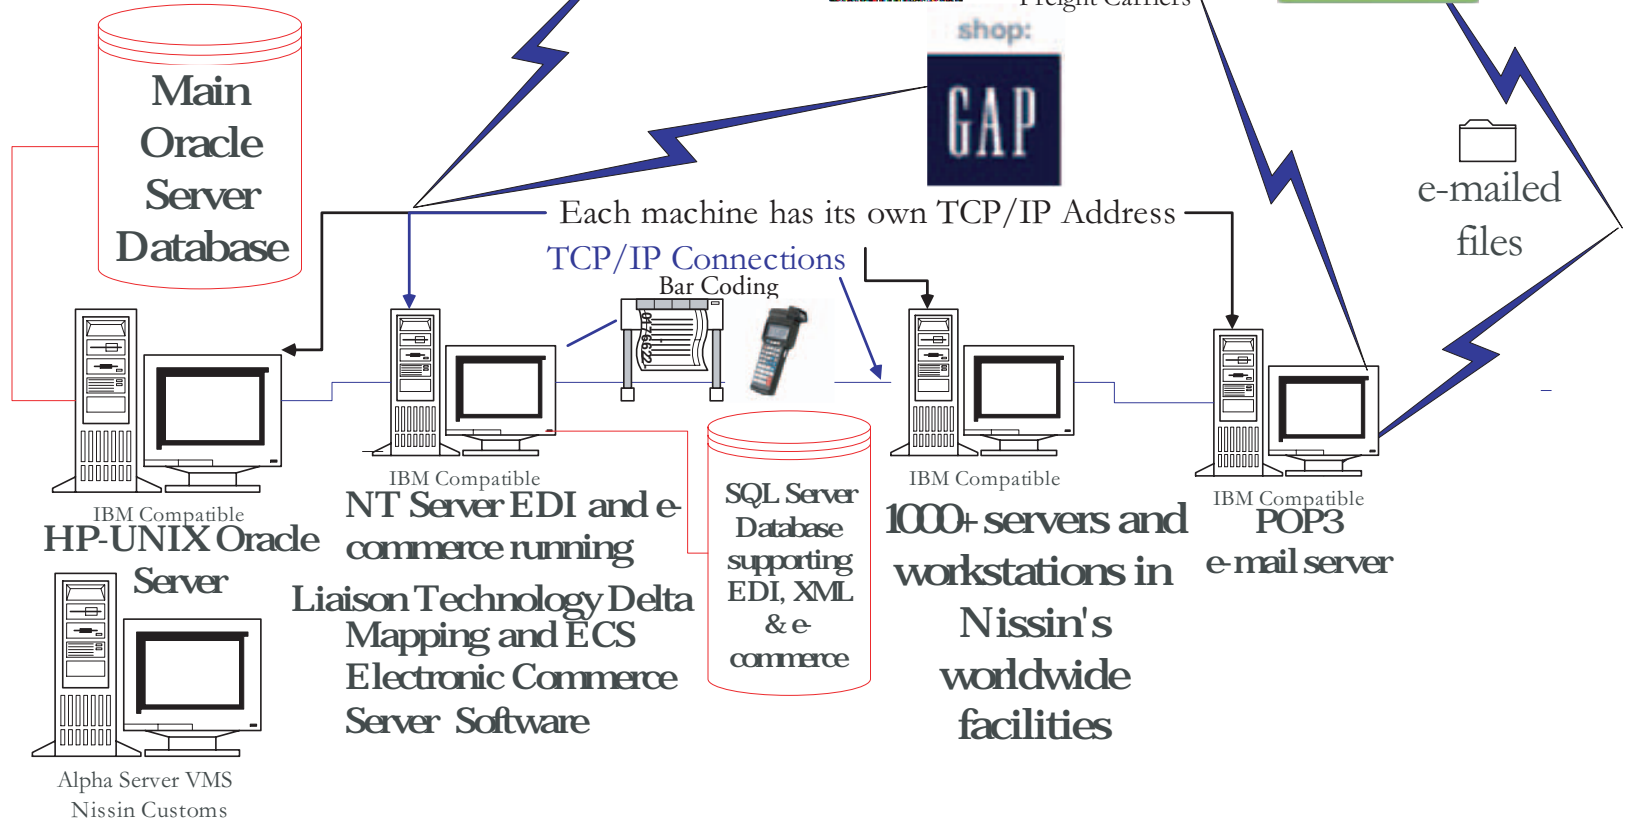 Freight Carriers
shop:
GAP
Main
Oracle
Server
Database
e-mailed
files
Each machine has its own TCP/IP Address
TCP/IP Connections
Bar Coding
017662
IBM Compatible
HP-UNIX Oracle
Server
IBM Compatible
NT Server EDI and e-
commerce running
Liaison Technology Delta
Mapping and ECS
Electronic Commerce
Server Software
SQL Server
Database
supporting
EDI, XML
& e-
commerce
IBM Compatible
1000+ servers and
workstations in
Nissin's
worldwide
facilities
IBM Compatible
POP3
e-mail server
Alpha Server VMS
Nissin Customs